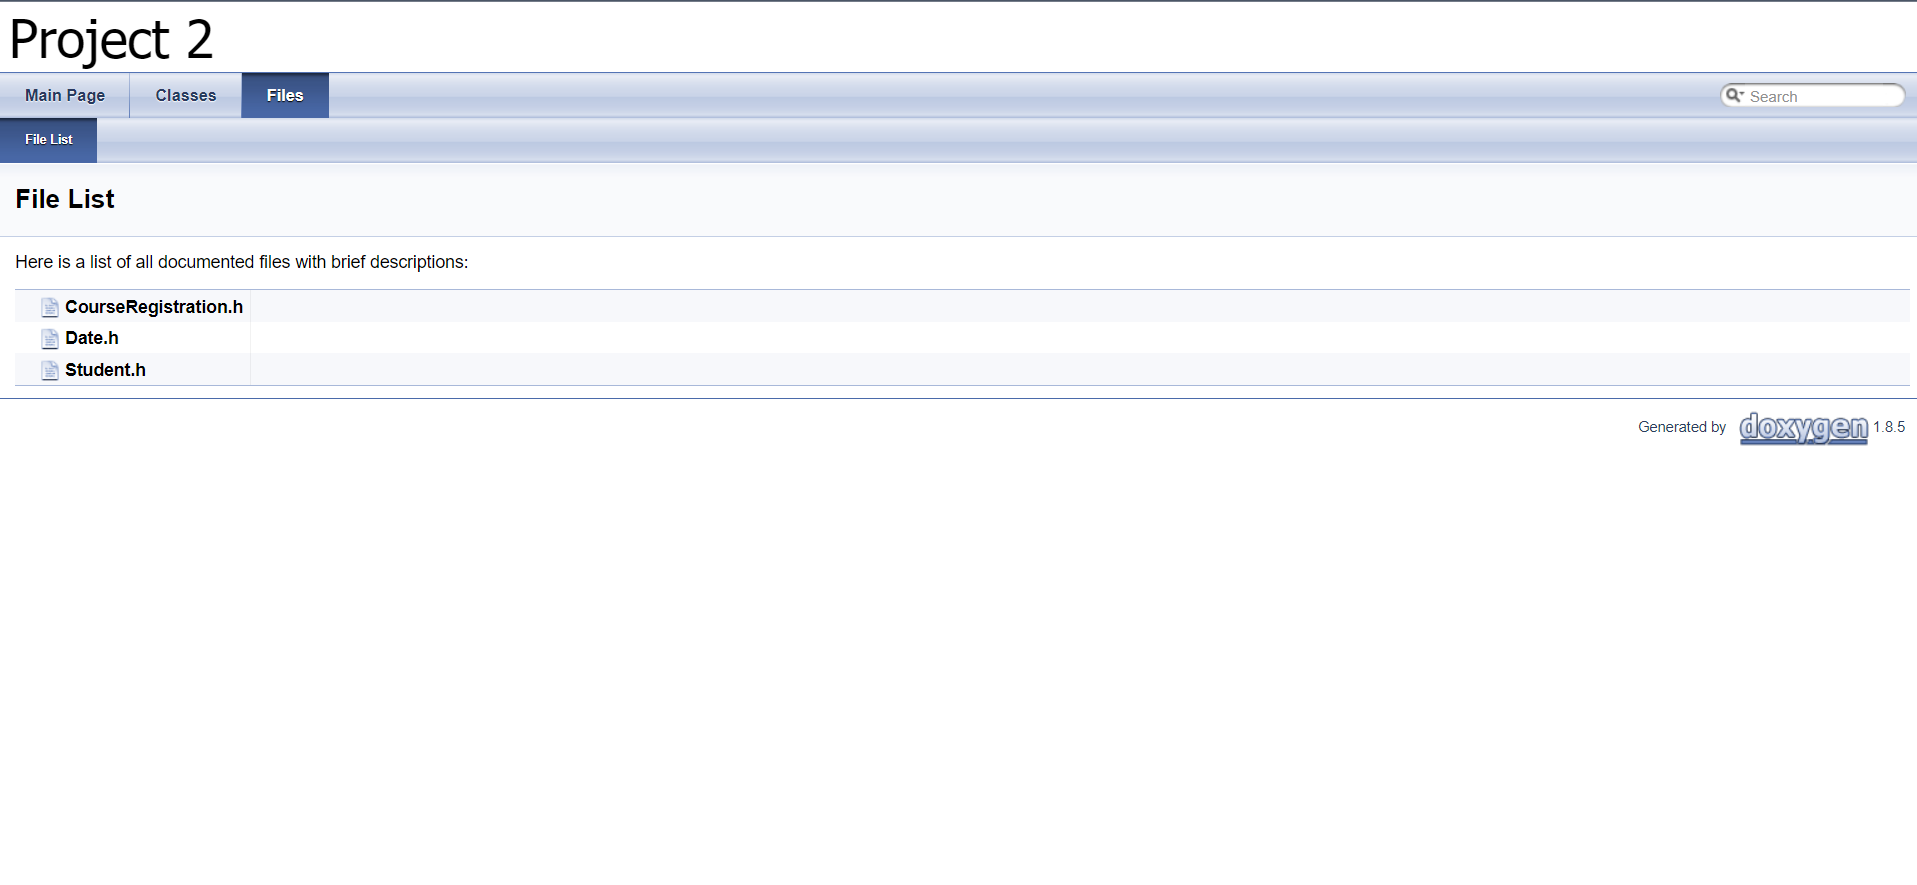 Project 2
Main Page Classes Files Search
File List
File List
Here is a list of all documented files with brief descriptions:
CourseRegistration.h
Date.h
Student.h
Generated by doxygen 1.8.5